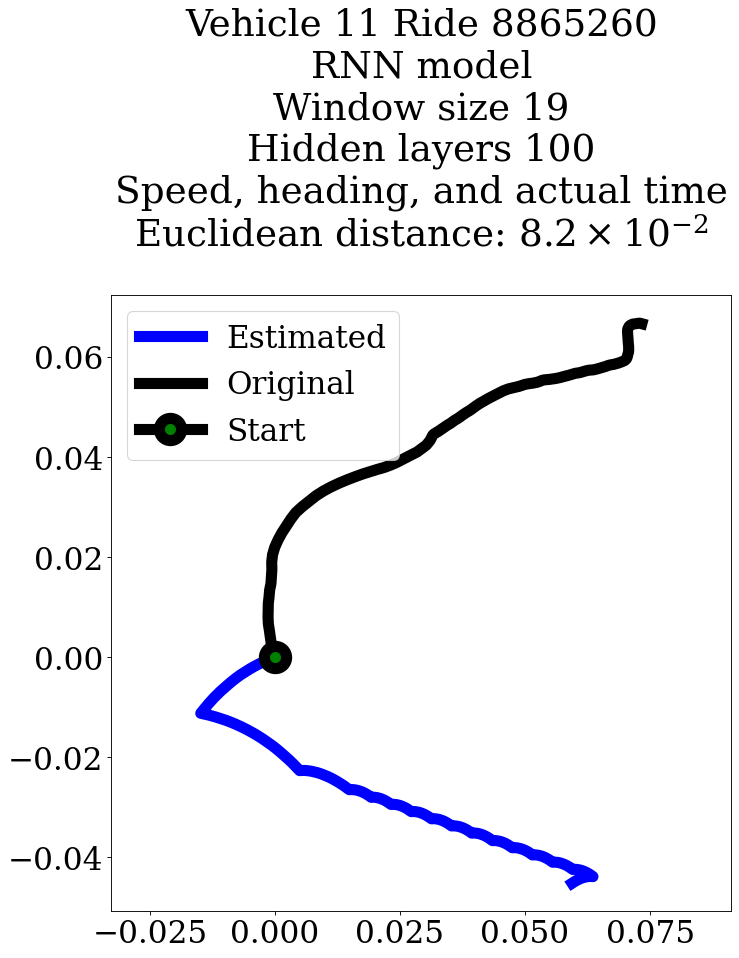 Vehicle 11 Ride 8865260
RNN model
Window size 19
Hidden layers 100
Speed, heading, and actual time
Euclidean distance: 8.2 × 10⁻²
Estimated
Original
Start
0.06
0.04
0.02
0.00
−0.02
−0.04
−0.025 0.000 0.025 0.050 0.075